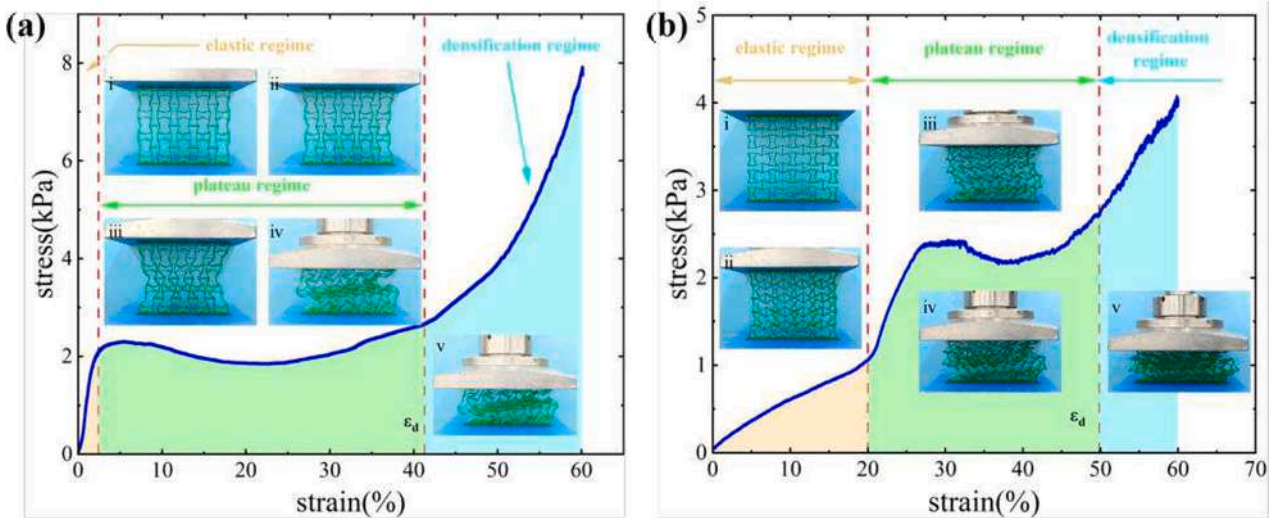 (a)
elastic regime
densification regime
i
ii
plateau regime
iii
iv
v
ε_d
stress(kPa)
8
6
4
2
0
0 10 20 30 40 50 60
strain(%)
(b)
elastic regime
plateau regime
densification
regime
i
iii
ii
iv
v
ε_d
stress(kPa)
5
4
3
2
1
0
0 10 20 30 40 50 60 70
strain(%)